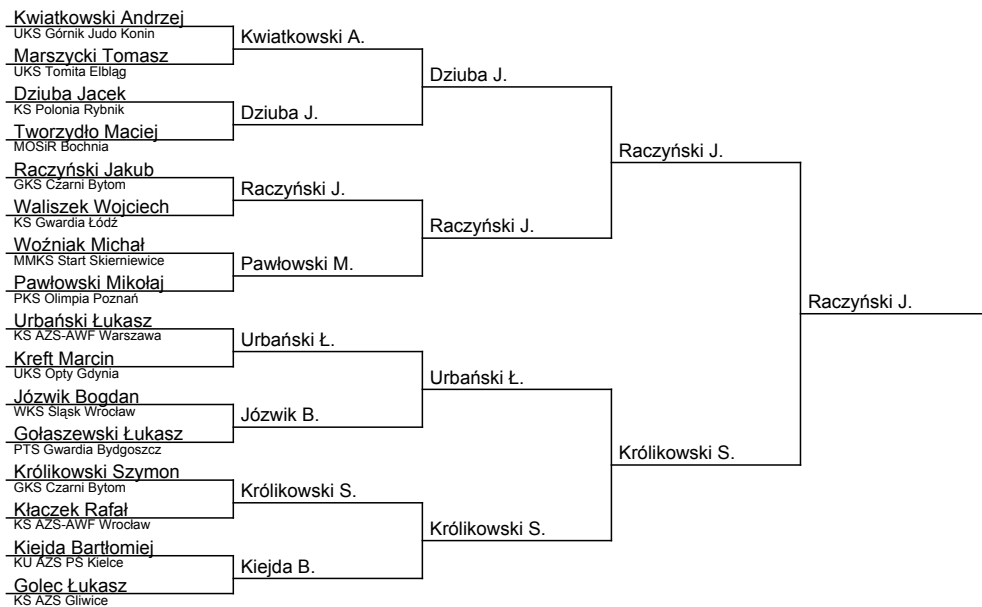 Kwiatkowski Andrzej
UKS Górnik Judo Konin
Marszycki Tomasz
UKS Tomita Elbląg
Dziuba Jacek
KS Polonia Rybnik
Tworzydło Maciej
MOSiR Bochnia
Raczyński Jakub
GKS Czarni Bytom
Waliszek Wojciech
KS Gwardia Łódź
Woźniak Michał
MMKS Start Skierniewice
Pawłowski Mikołaj
PKS Olimpia Poznań
Urbański Łukasz
KS AZS-AWF Warszawa
Kreft Marcin
UKS Opty Gdynia
Józwik Bogdan
WKS Śląsk Wrocław
Gołaszewski Łukasz
PTS Gwardia Bydgoszcz
Królikowski Szymon
GKS Czarni Bytom
Kłaczek Rafał
KS AZS-AWF Wrocław
Kiejda Bartłomiej
KU AZS PŚ Kielce
Golec Łukasz
KS AZS Gliwice
Kwiatkowski A.
Dziuba J.
Raczyński J.
Pawłowski M.
Urbański Ł.
Józwik B.
Królikowski S.
Kiejda B.
Dziuba J.
Raczyński J.
Urbański Ł.
Królikowski S.
Raczyński J.
Królikowski S.
Raczyński J.